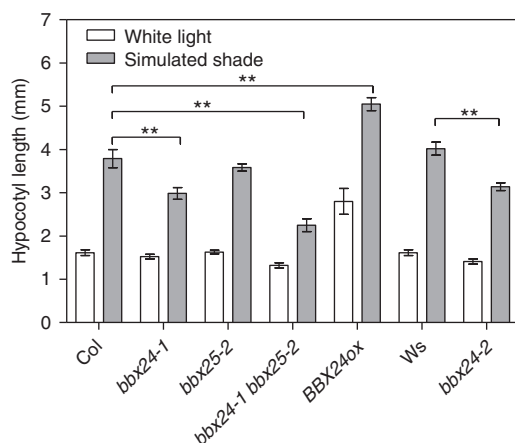 7
6
5
4
3
2
1
0
Hypocotyl length (mm)
White light
Simulated shade
**
**
**
**
Col
bbx24-1
bbx25-2
bbx24-1 bbx25-2
BBX24ox
Ws
bbx24-2